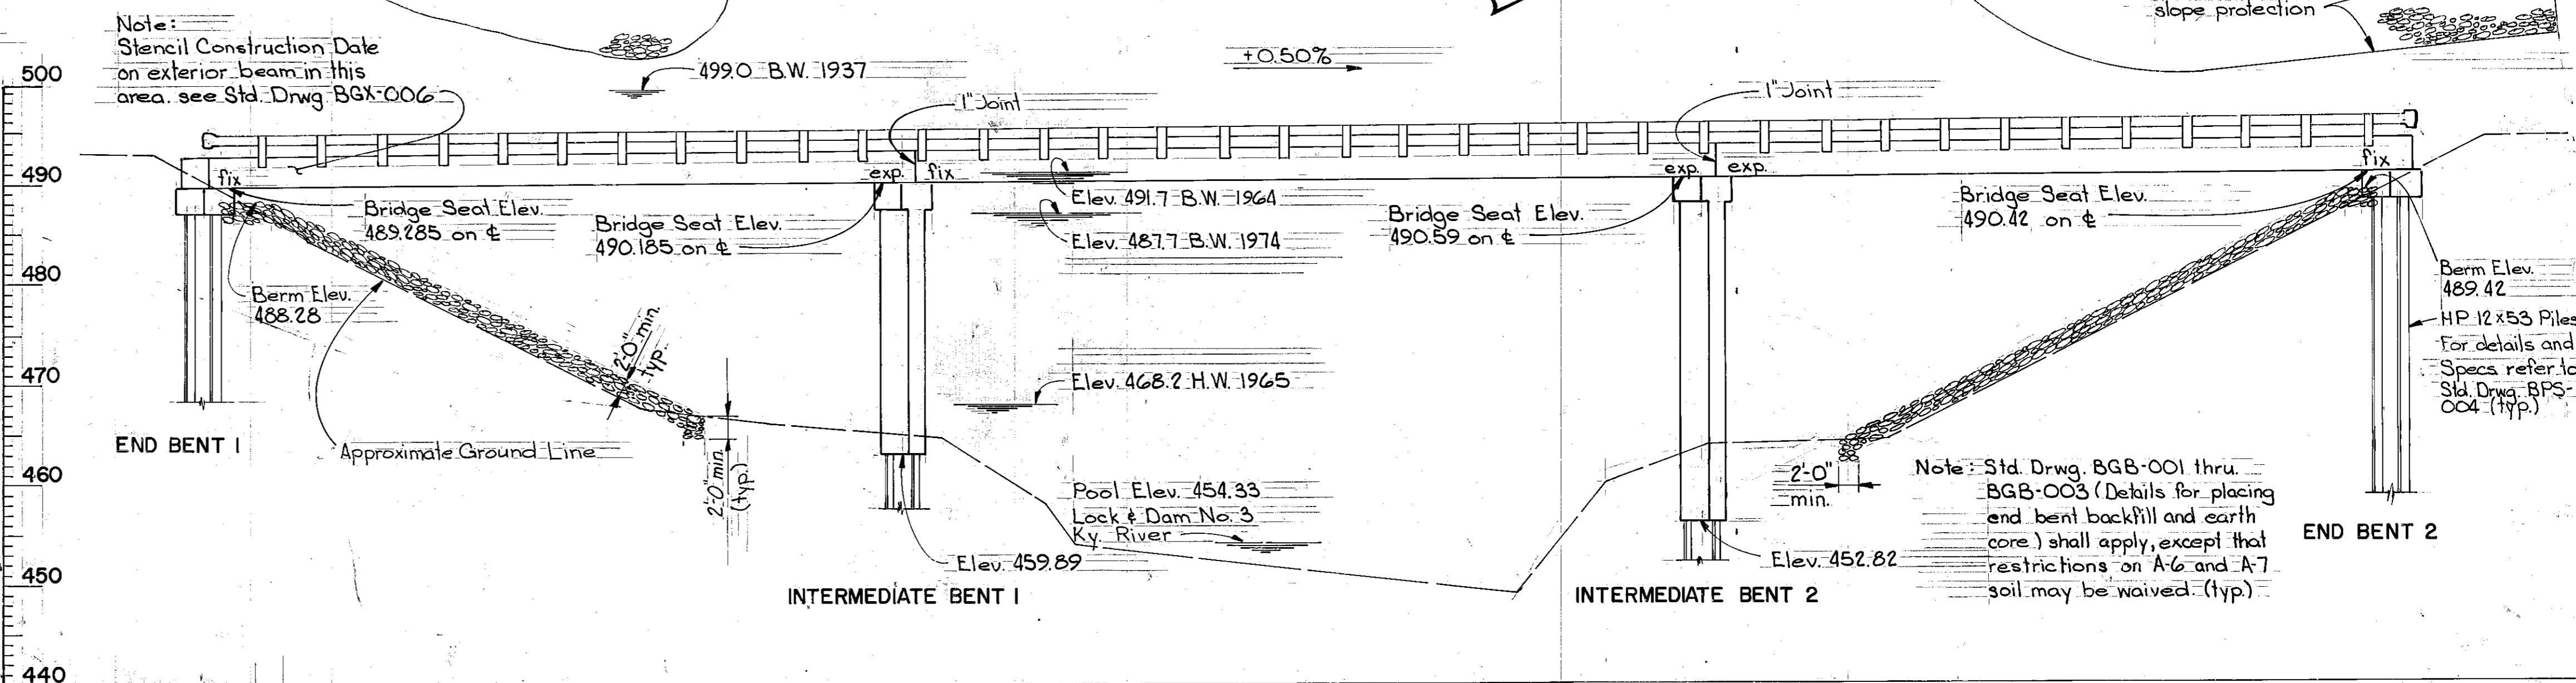 Note:
Stencil Construction Date
on exterior beam in this
area. see Std. Drwg. BGX-006
slope protection
+0.50%
499.0 B.W. 1937
1" Joint
1" Joint
500
490
480
470
460
450
440
fix
exp.
fix
exp.
exp.
fix
Bridge Seat Elev.
489.285 on ℄
Bridge Seat Elev.
490.185 on ℄
Elev. 491.7 B.W. 1964
Elev. 487.7 B.W. 1974
Bridge Seat Elev.
490.59 on ℄
Bridge Seat Elev.
490.42 on ℄
Berm Elev.
488.28
Berm Elev.
489.42
HP 12x53 Piles
For details and
Specs refer to
Std. Drwg. BPS-
004 (typ.)
2'-0" min.
typ.
Elev. 468.2 H.W. 1965
END BENT 1
Approximate Ground Line
2'-0" min.
(typ.)
Pool Elev. 454.33
Lock & Dam No. 3
Ky. River
Elev. 459.89
INTERMEDIATE BENT 1
2'-0"
min.
Elev. 452.82
INTERMEDIATE BENT 2
Note: Std. Drwg. BGB-001 thru.
BGB-003 (Details for placing
end bent backfill and earth
core) shall apply, except that
restrictions on A-6 and A-7
soil may be waived. (typ.)
END BENT 2